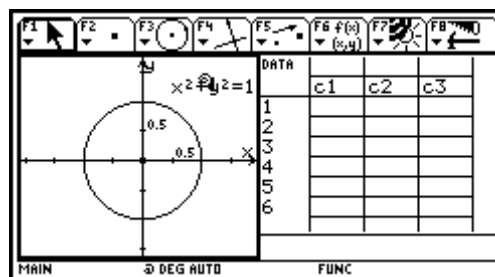 F1 F2 F3 F4 F5 F6 f(x) (x,y) F7 F8
y
x²+y²=1
0.5
0.5
x
DATA
c1 c2 c3
1
2
3
4
5
6
MAIN DEG AUTO FUNC